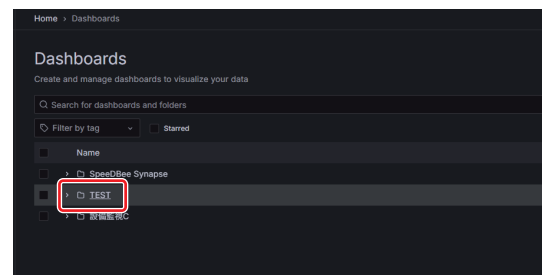 Home › Dashboards
Dashboards
Create and manage dashboards to visualize your data
Search for dashboards and folders
Filter by tag
Starred
Name
SpeeDBee Synapse
TEST
設備監視C